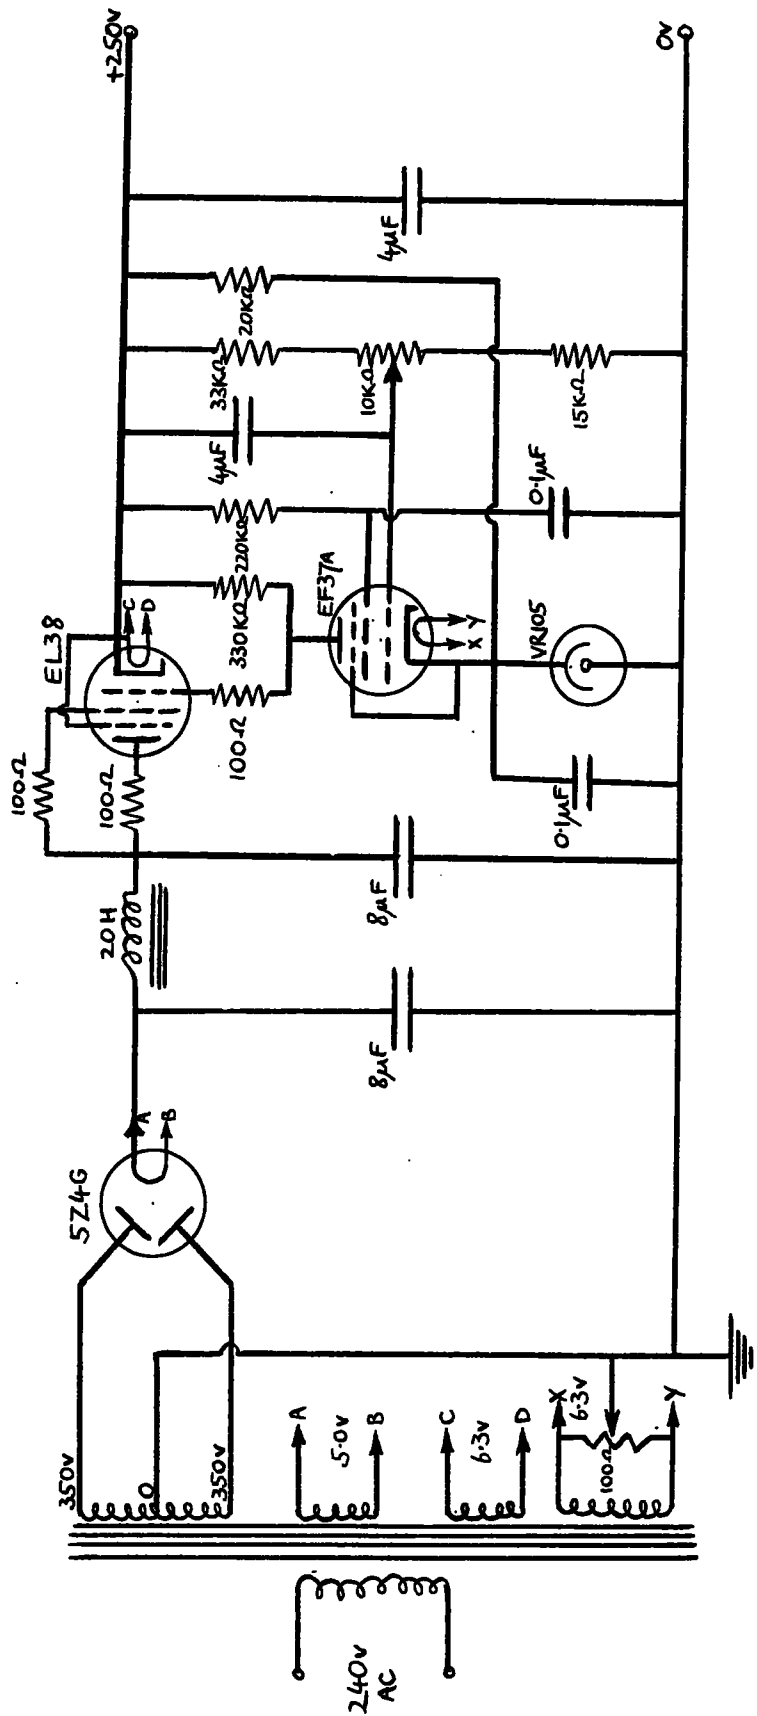 240V
AC
350V
O
350V
A
5.0V
B
C
6.3V
D
X
6.3V
100Ω
Y
5Z4G
A
B
20H
8μF
8μF
100Ω
100Ω
EL38
C
D
100Ω
330KΩ
220KΩ
4μF
33KΩ
20KΩ
EF37A
X
Y
10KΩ
4μF
0.1μF
VR105
0.1μF
15KΩ
+250V
0V